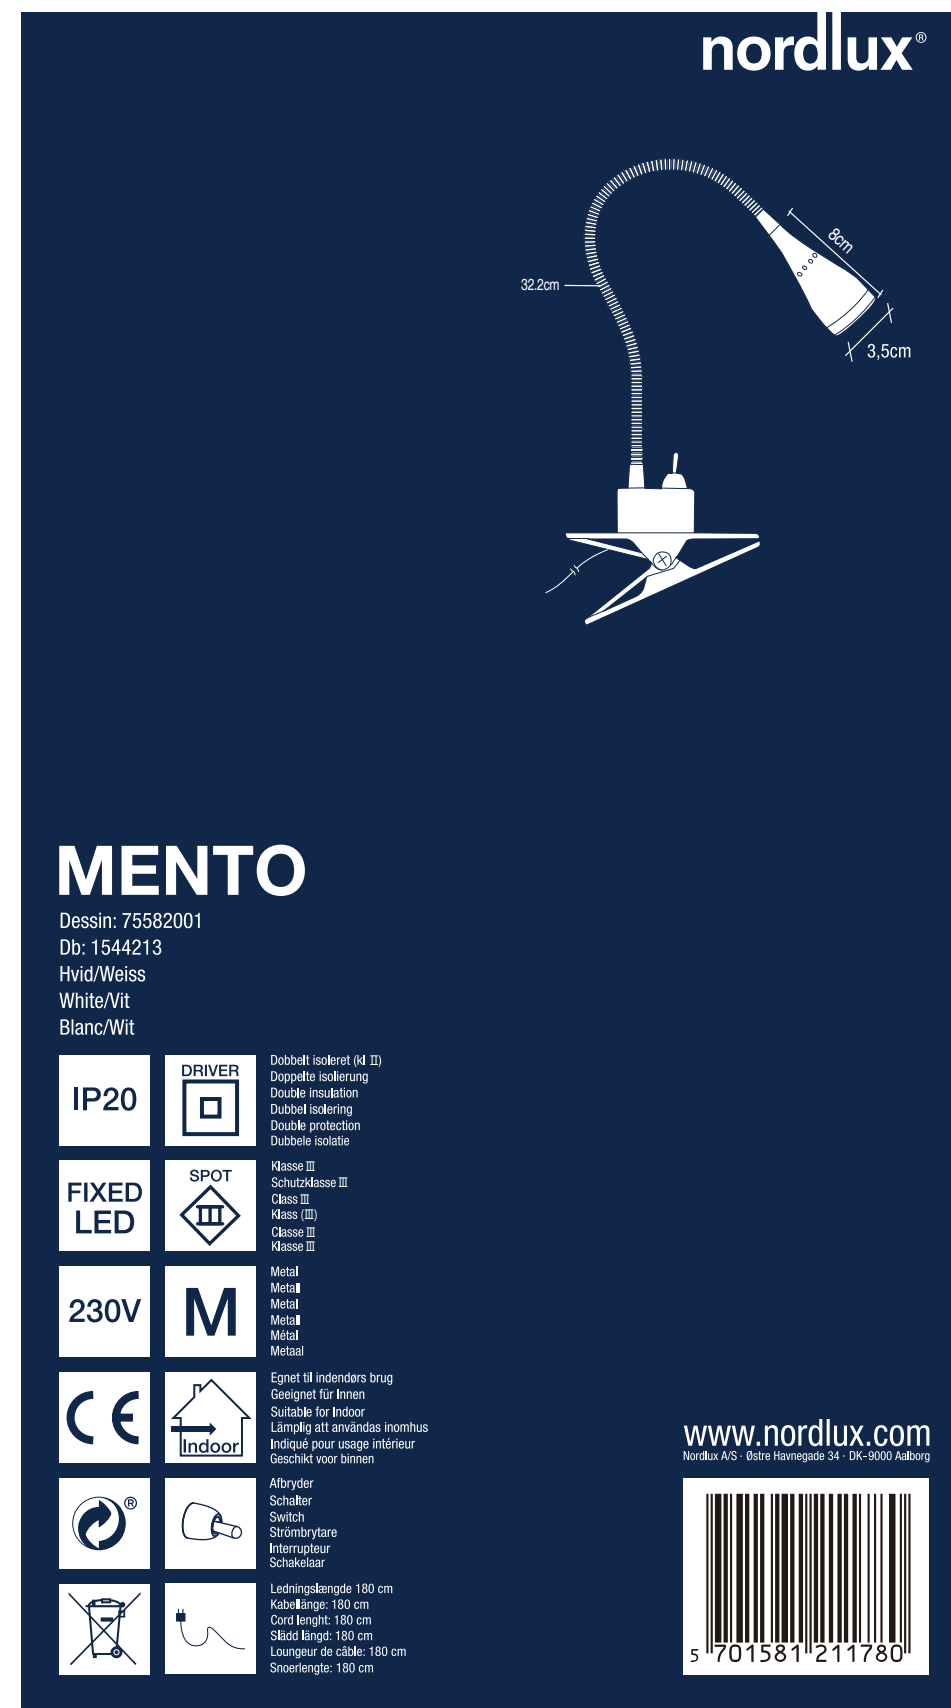 nordlux®
8cm
32.2cm
3,5cm
MENTO
Dessin: 75582001
Db: 1544213
Hvid/Weiss
White/Vit
Blanc/Wit
IP20
DRIVER
Dobbelt isoleret (kl II)
Doppelte isolierung
Double insulation
Dubbel isolering
Double protection
Dubbele isolatie
FIXED
LED
SPOT
III
Klasse III
Schutzklasse III
Class III
Klass (III)
Classe III
Klasse III
230V
M
Metal
Metall
Metal
Metall
Métal
Metaal
CE
Indoor
Egnet til indendørs brug
Geeignet für Innen
Suitable for Indoor
Lämplig att användas inomhus
Indiqué pour usage intérieur
Geschikt voor binnen
®
Afbryder
Schalter
Switch
Strömbrytare
Interrupteur
Schakelaar
Ledningslængde 180 cm
Kabellänge: 180 cm
Cord lenght: 180 cm
Slädd längd: 180 cm
Loungeur de câble: 180 cm
Snoerlengte: 180 cm
www.nordlux.com
Nordlux A/S · Østre Havnegade 34 · DK-9000 Aalborg
5 701581 211780